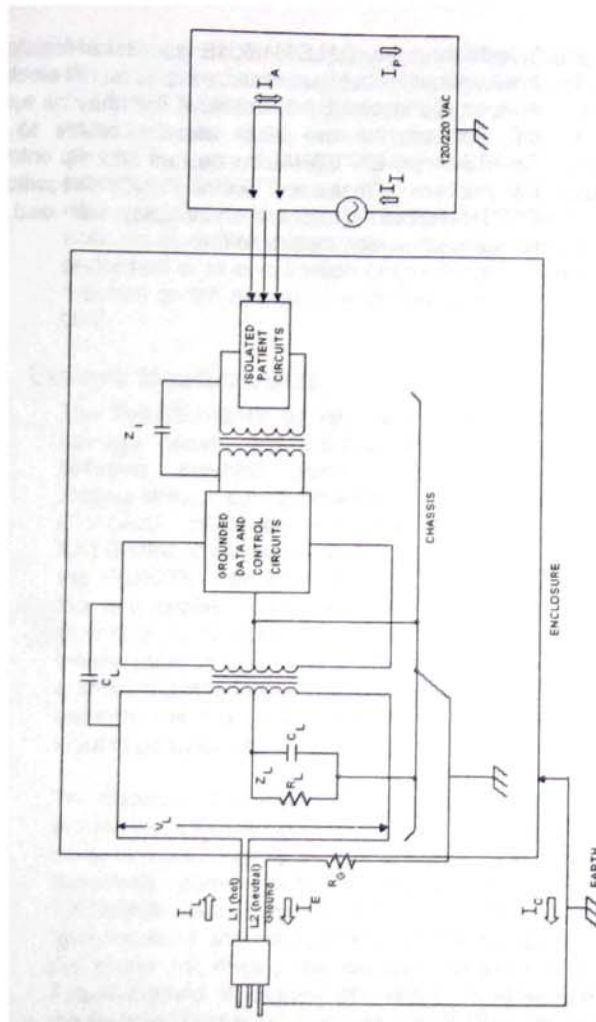 I_L
L1 (hot)
L2 (neutral)
Ground
I_E
V_L
C_L
Z_L
C_L
R_L
R_G
GROUNDED
DATA AND
CONTROL
CIRCUITS
Z_I
ISOLATED
PATIENT
CIRCUITS
CHASSIS
ENCLOSURE
I_C
EARTH
I_A
I_I
I_P
120/220 VAC